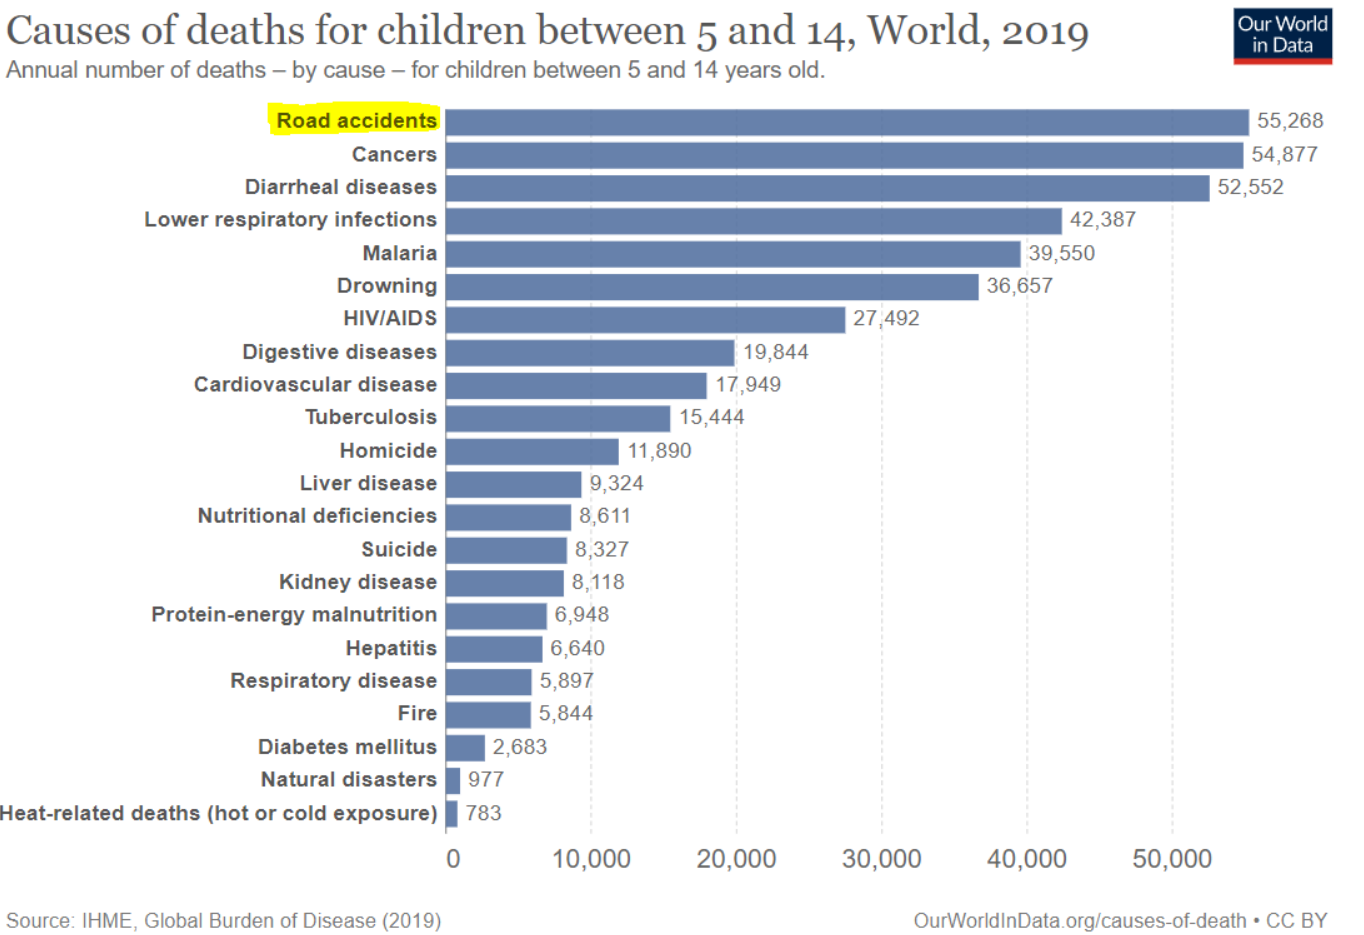 Causes of deaths for children between 5 and 14, World, 2019
Our World
in Data
Annual number of deaths – by cause – for children between 5 and 14 years old.
Road accidents 55,268
Cancers 54,877
Diarrheal diseases 52,552
Lower respiratory infections 42,387
Malaria 39,550
Drowning 36,657
HIV/AIDS 27,492
Digestive diseases 19,844
Cardiovascular disease 17,949
Tuberculosis 15,444
Homicide 11,890
Liver disease 9,324
Nutritional deficiencies 8,611
Suicide 8,327
Kidney disease 8,118
Protein-energy malnutrition 6,948
Hepatitis 6,640
Respiratory disease 5,897
Fire 5,844
Diabetes mellitus 2,683
Natural disasters 977
Heat-related deaths (hot or cold exposure) 783
0 10,000 20,000 30,000 40,000 50,000
Source: IHME, Global Burden of Disease (2019) OurWorldInData.org/causes-of-death • CC BY